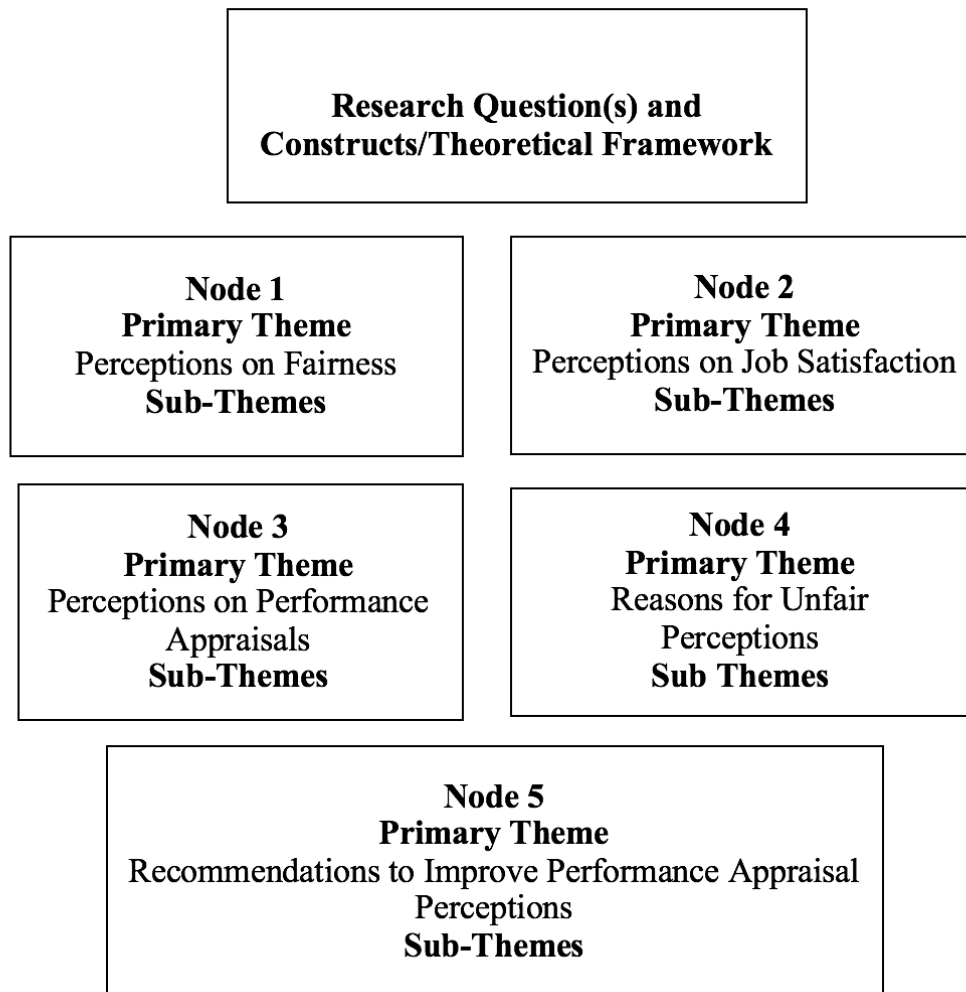 Research Question(s) and
Constructs/Theoretical Framework
Node 1
Primary Theme
Perceptions on Fairness
Sub-Themes
Node 2
Primary Theme
Perceptions on Job Satisfaction
Sub-Themes
Node 3
Primary Theme
Perceptions on Performance
Appraisals
Sub-Themes
Node 4
Primary Theme
Reasons for Unfair
Perceptions
Sub Themes
Node 5
Primary Theme
Recommendations to Improve Performance Appraisal
Perceptions
Sub-Themes